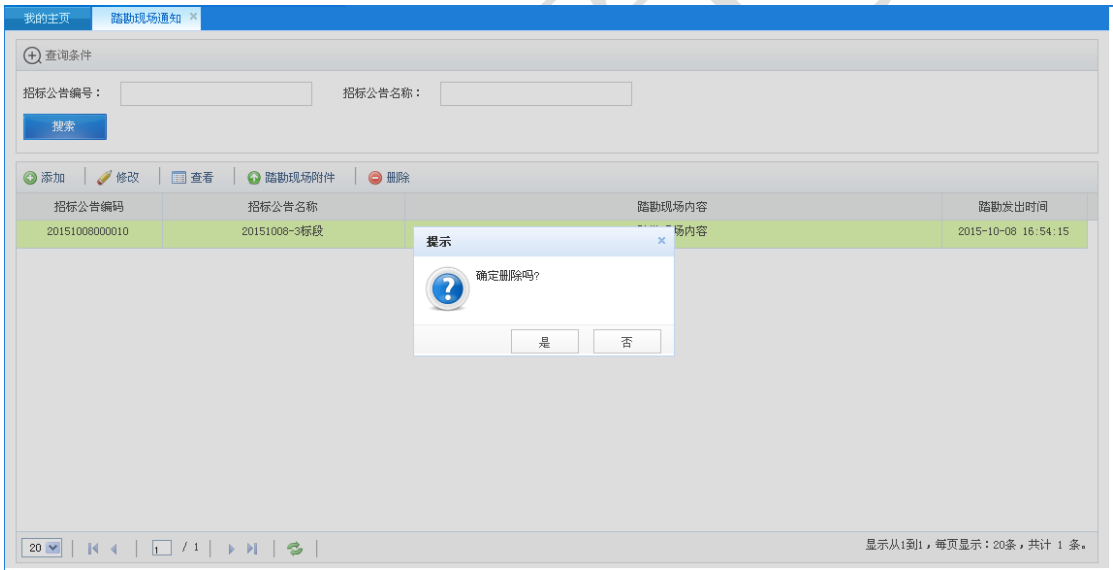 我的主页 踏勘现场通知 ×
查询条件
招标公告编号： 招标公告名称：
搜索
添加 修改 查看 踏勘现场附件 删除
招标公告编码 招标公告名称 踏勘现场内容 踏勘发出时间
20151008000010 20151008-3标段 场内容 2015-10-08 16:54:15
提示 ×
确定删除吗?
是 否
20 1 / 1 显示从1到1，每页显示：20条，共计 1 条。